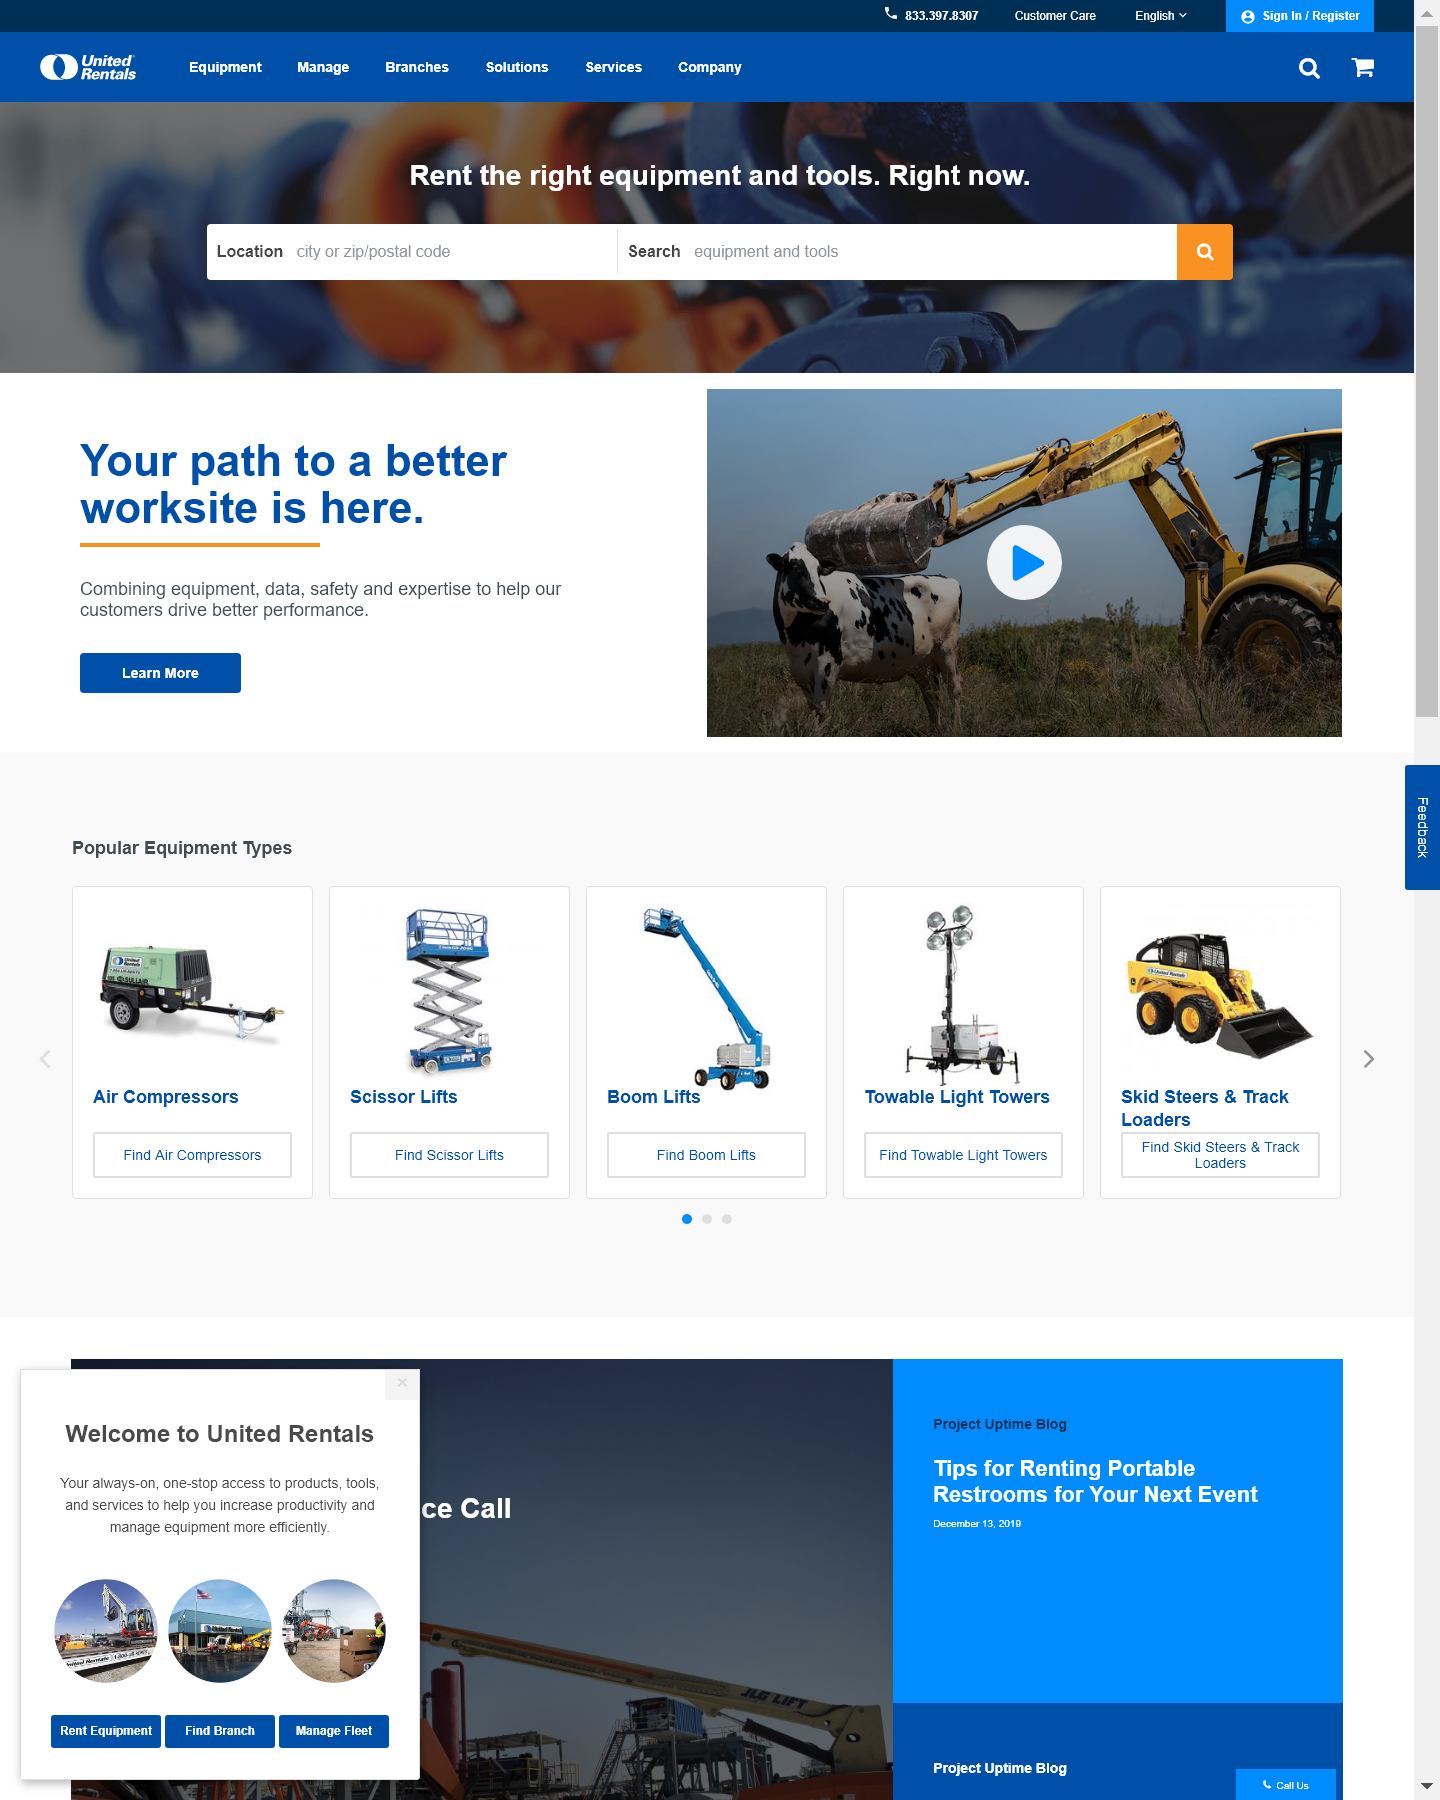 833.397.8307
Customer Care
English
Sign In / Register
United Rentals
Equipment
Manage
Branches
Solutions
Services
Company
Rent the right equipment and tools. Right now.
Location city or zip/postal code
Search equipment and tools
Your path to a better
worksite is here.
Combining equipment, data, safety and expertise to help our
customers drive better performance.
Learn More
Feedback
Popular Equipment Types
Air Compressors
Find Air Compressors
Scissor Lifts
Find Scissor Lifts
Boom Lifts
Find Boom Lifts
Towable Light Towers
Find Towable Light Towers
Skid Steers & Track
Loaders
Find Skid Steers & Track
Loaders
Welcome to United Rentals
Your always-on, one-stop access to products, tools,
and services to help you increase productivity and
manage equipment more efficiently.
Rent Equipment
Find Branch
Manage Fleet
ce Call
JLG LIFT
Project Uptime Blog
Tips for Renting Portable
Restrooms for Your Next Event
December 13, 2019
Project Uptime Blog
Call Us